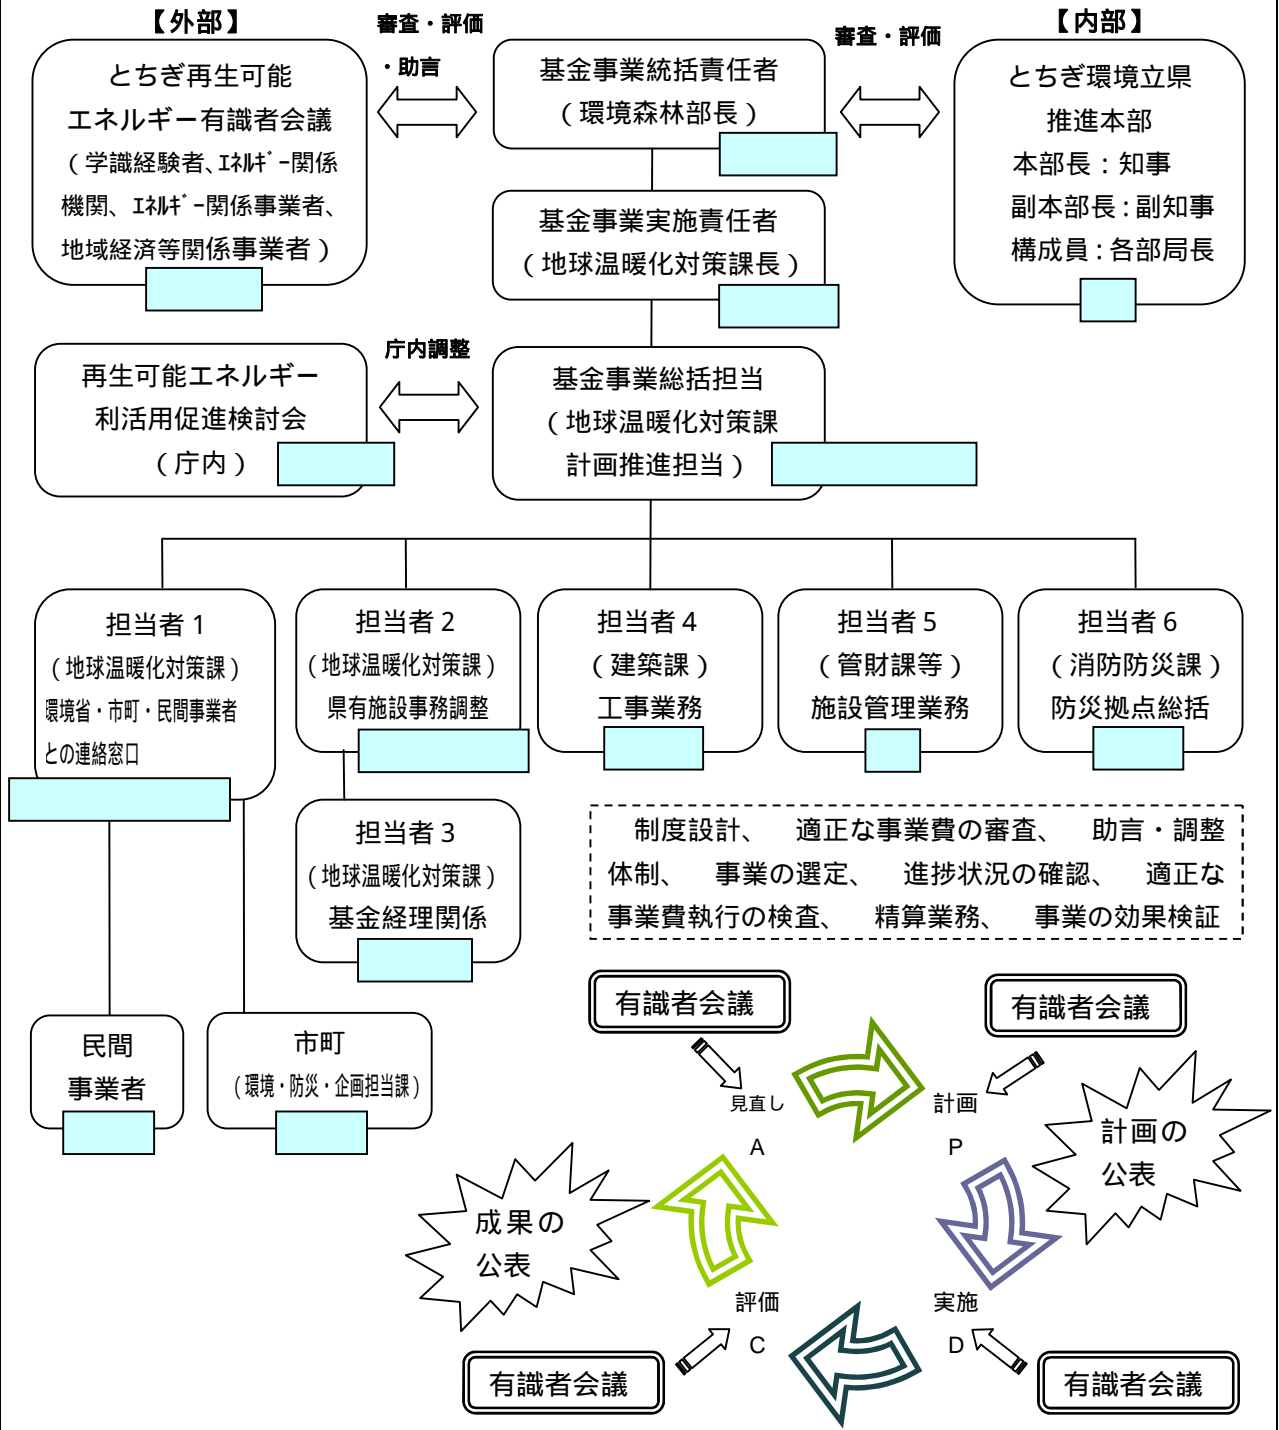 【外部】
とちぎ再生可能
エネルギー有識者会議
（学識経験者、ｴﾈﾙｷﾞｰ関係
機関、ｴﾈﾙｷﾞｰ関係事業者、
地域経済等関係事業者）
審査・評価
・助言
基金事業統括責任者
（環境森林部長）
審査・評価
【内部】
とちぎ環境立県
推進本部
本部長：知事
副本部長：副知事
構成員：各部局長
基金事業実施責任者
（地球温暖化対策課長）
再生可能エネルギー
利活用促進検討会
（庁内）
庁内調整
基金事業総括担当
（地球温暖化対策課
計画推進担当）
担当者１
（地球温暖化対策課）
環境省・市町・民間事業者
との連絡窓口
担当者２
（地球温暖化対策課）
県有施設事務調整
担当者４
（建築課）
工事業務
担当者５
（管財課等）
施設管理業務
担当者６
（消防防災課）
防災拠点総括
担当者３
（地球温暖化対策課）
基金経理関係
制度設計、　適正な事業費の審査、　助言・調整
体制、　事業の選定、　進捗状況の確認、　適正な
事業費執行の検査、　精算業務、　事業の効果検証
民間
事業者
市町
（環境・防災・企画担当課）
有識者会議
有識者会議
見直し
A
計画
P
計画の
公表
成果の
公表
評価
C
実施
D
有識者会議
有識者会議